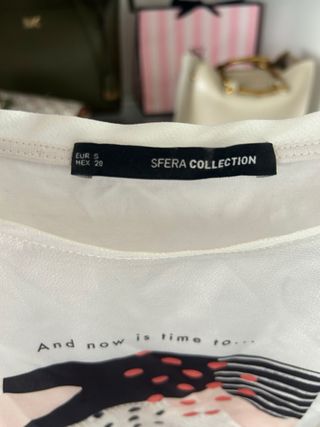 EUR S
MEX 28
SFERA COLLECTION
And now is time to...